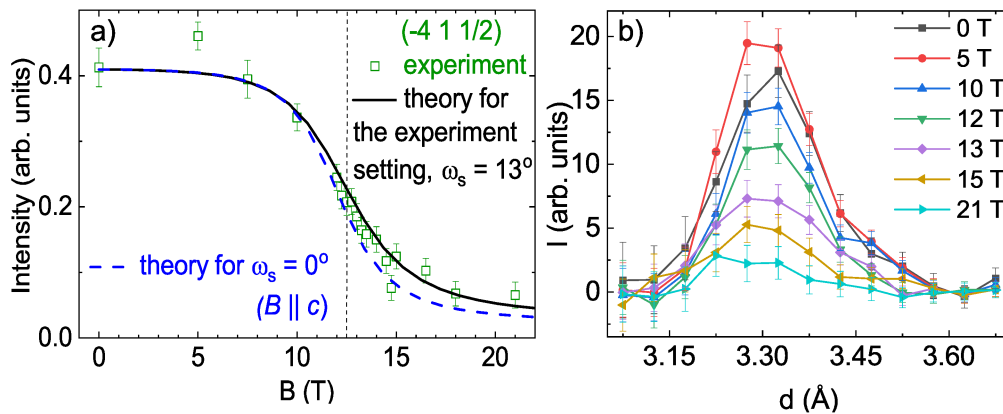 a)
(-4 1 1/2)
experiment
theory for
the experiment
setting, ωs = 13°
theory for ωs = 0°
(B || c)
Intensity (arb. units)
0.0
0.2
0.4
0
5
10
15
20
B (T)
b)
0 T
5 T
10 T
12 T
13 T
15 T
21 T
I (arb. units)
20
15
10
5
0
3.15
3.30
3.45
3.60
d (Å)